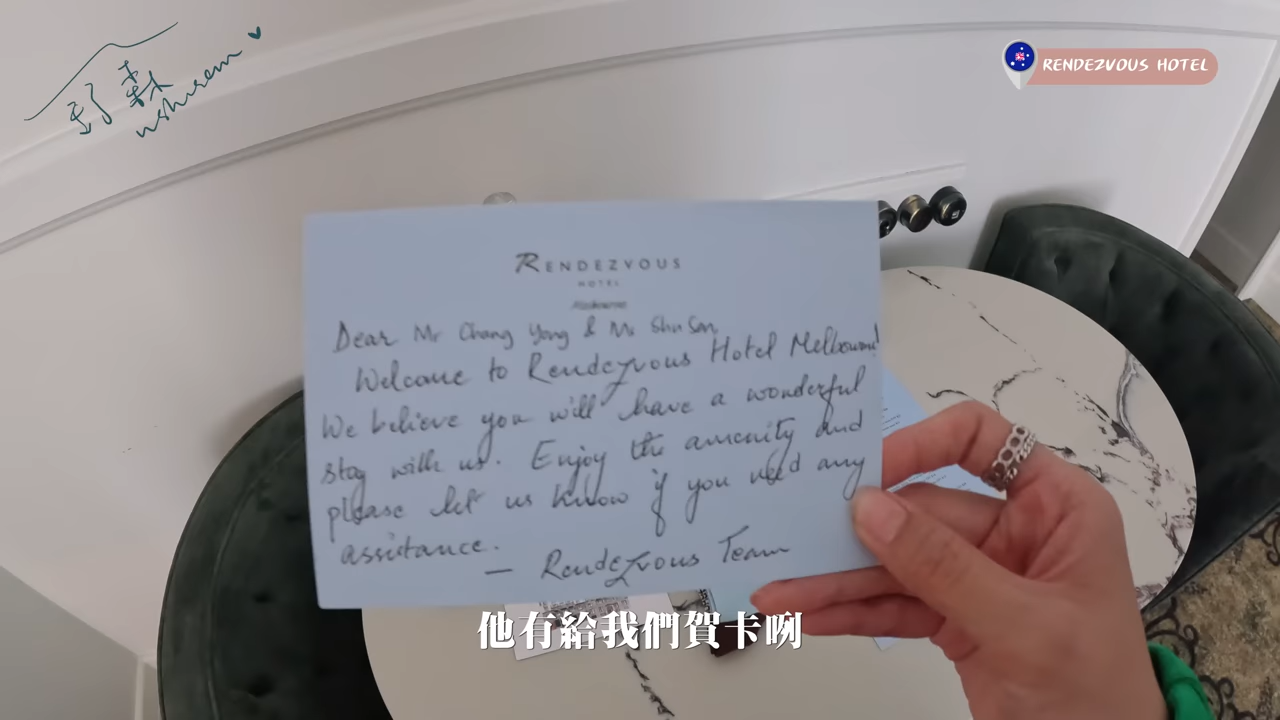 RENDEZVOUS HOTEL
RENDEZVOUS
HOTEL
Melbourne
Dear Mr Chang Yong & Ms Shu Sen,
Welcome to Rendezvous Hotel Melbourne!
We believe you will have a wonderful
stay with us. Enjoy the amenity and
please let us know if you need any
assistance.
— Rendezvous Team
他有給我們賀卡咧